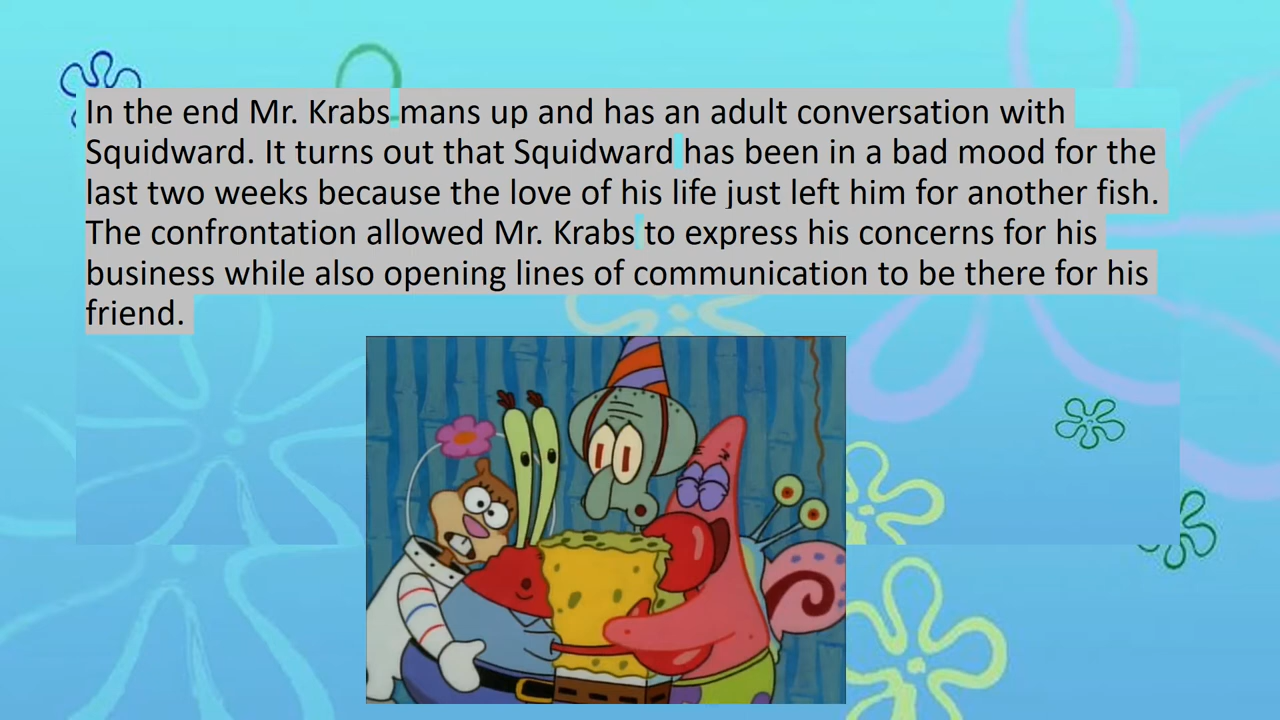 In the end Mr. Krabs mans up and has an adult conversation with
Squidward. It turns out that Squidward has been in a bad mood for the
last two weeks because the love of his life just left him for another fish.
The confrontation allowed Mr. Krabs to express his concerns for his
business while also opening lines of communication to be there for his
friend.